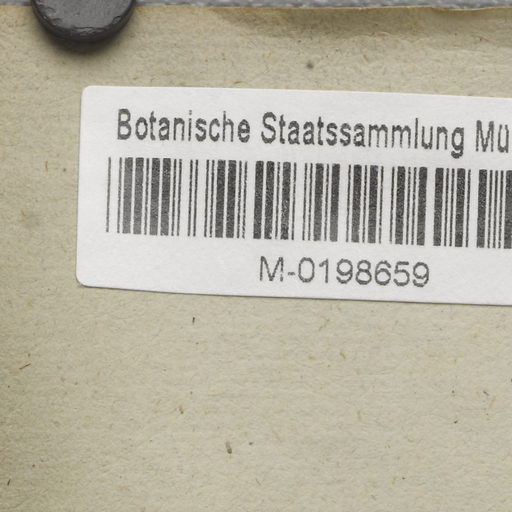 Botanische Staatssammlung Mü
M-0198659